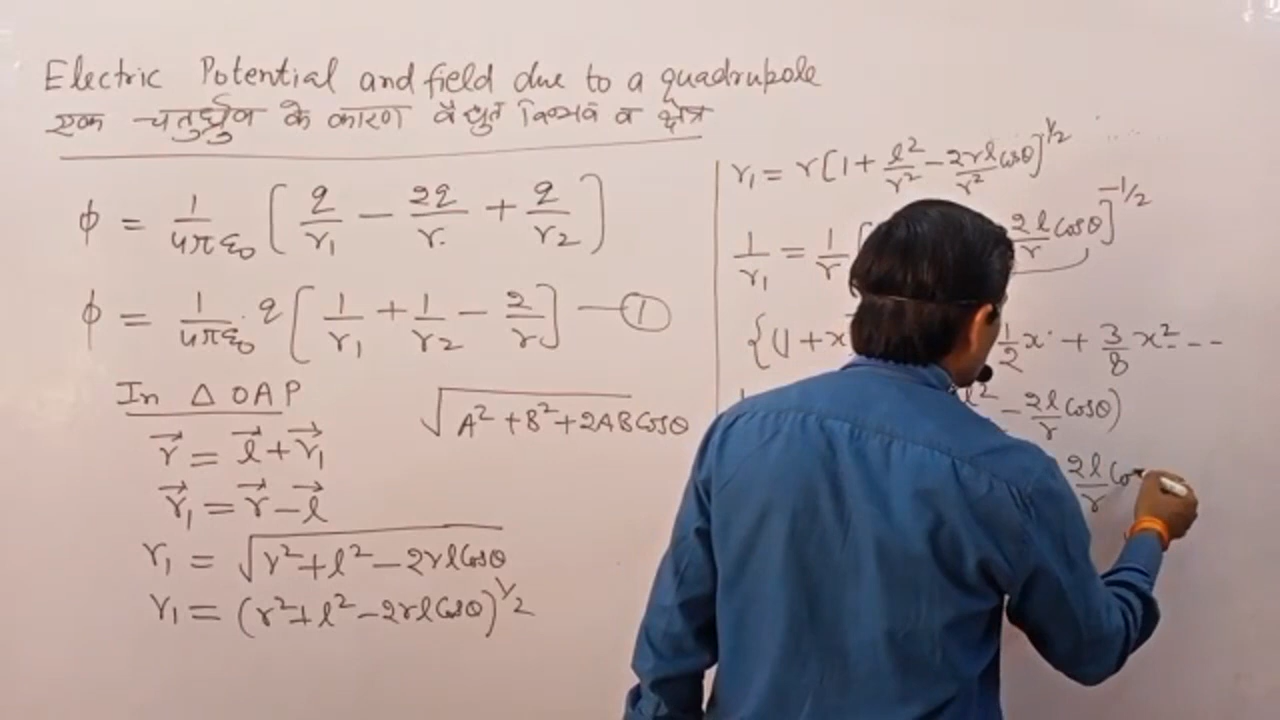 Electric Potential and field due to a quadrupole
एक चतुर्ध्रुव के कारण वैद्युत विभव व क्षेत्र
ϕ = 1/4πε₀ [ q/r₁ − 2q/r + q/r₂ ]
ϕ = 1/4πε₀ q [ 1/r₁ + 1/r₂ − 2/r ] — ①
In △ OAP
r⃗ = l⃗ + r⃗₁
r⃗₁ = r⃗ − l⃗
r₁ = √(r² + l² − 2rl Cosθ)
r₁ = (r² + l² − 2rl Cosθ)^1/2
√(A² + B² + 2AB Cosθ)
r₁ = r [1 + l²/r² − 2rl/r² cosθ]^1/2
1/r₁ = 1/r [ 2l/r Cosθ]^−1/2
{(1 + x 1/2 x + 3/8 x² - - -
l² − 2l/r cosθ)
2l/r Co